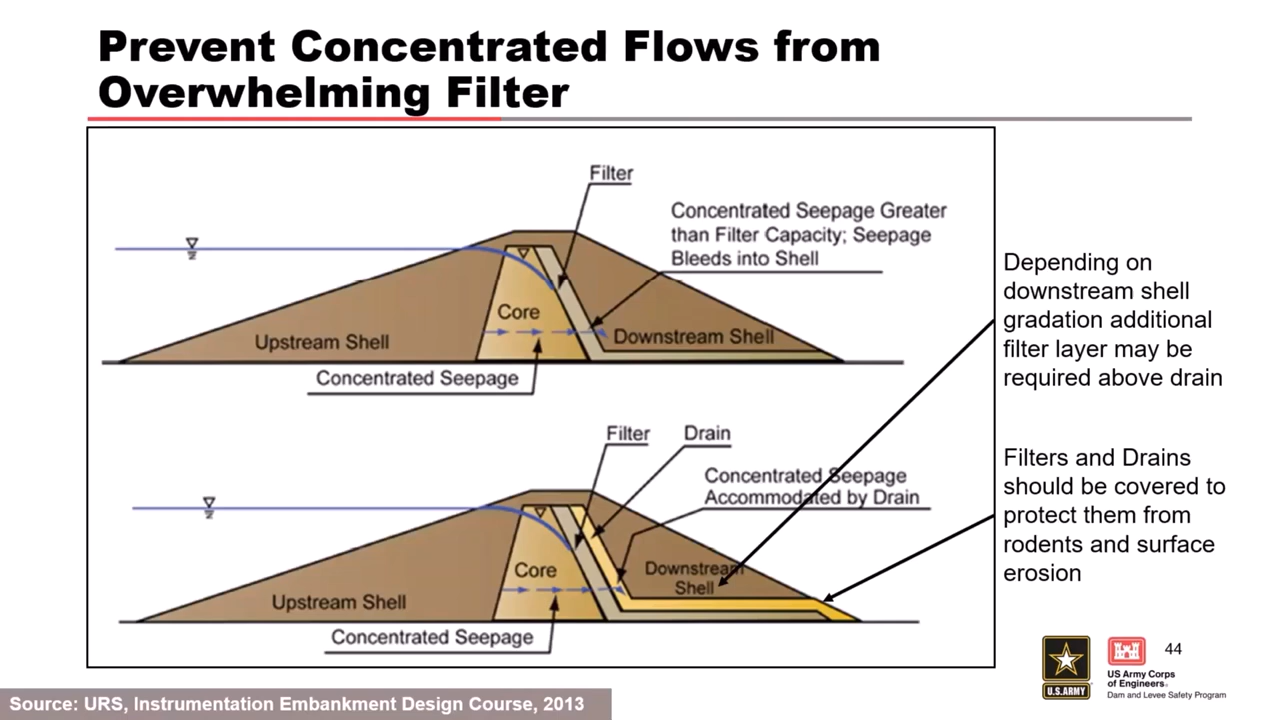 Prevent Concentrated Flows from
Overwhelming Filter
Filter
Concentrated Seepage Greater
than Filter Capacity; Seepage
Bleeds into Shell
Core
Upstream Shell
Downstream Shell
Concentrated Seepage
Filter
Drain
Concentrated Seepage
Accommodated by Drain
Core
Downstream
Shell
Upstream Shell
Concentrated Seepage
Depending on
downstream shell
gradation additional
filter layer may be
required above drain
Filters and Drains
should be covered to
protect them from
rodents and surface
erosion
U.S.ARMY
US Army Corps
of Engineers®
Dam and Levee Safety Program
44
Source: URS, Instrumentation Embankment Design Course, 2013